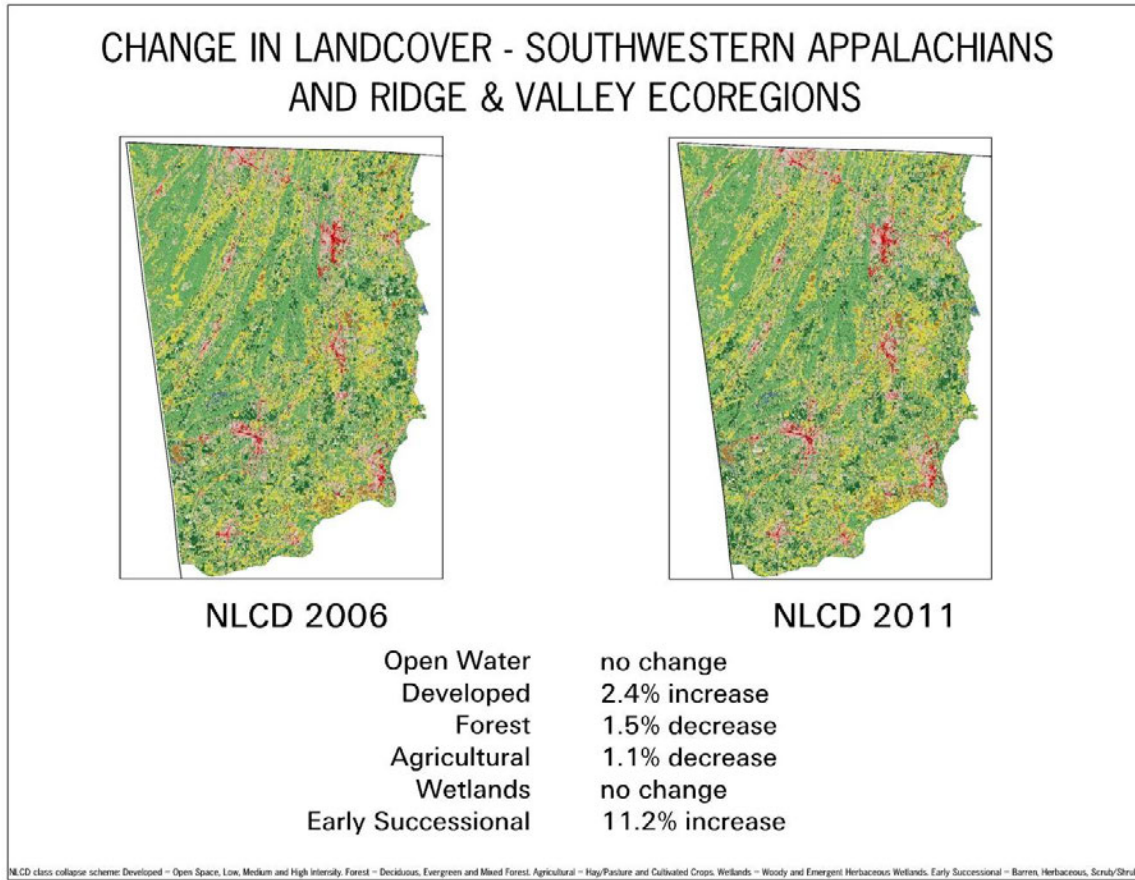 CHANGE IN LANDCOVER - SOUTHWESTERN APPALACHIANS
AND RIDGE & VALLEY ECOREGIONS
NLCD 2006
NLCD 2011
Open Water no change
Developed 2.4% increase
Forest 1.5% decrease
Agricultural 1.1% decrease
Wetlands no change
Early Successional 11.2% increase
NLCD class collapse scheme: Developed – Open Space, Low, Medium and High Intensity. Forest – Deciduous, Evergreen and Mixed Forest. Agricultural – Hay/Pasture and Cultivated Crops. Wetlands – Woody and Emergent Herbaceous Wetlands. Early Successional – Barren, Herbaceous, Scrub/Shru